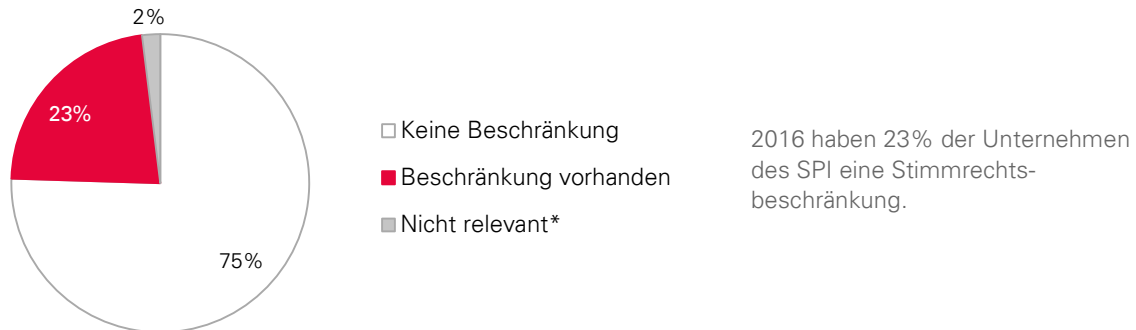 2%
23%
75%
Keine Beschränkung
Beschränkung vorhanden
Nicht relevant*
2016 haben 23% der Unternehmen
des SPI eine Stimmrechts-
beschränkung.